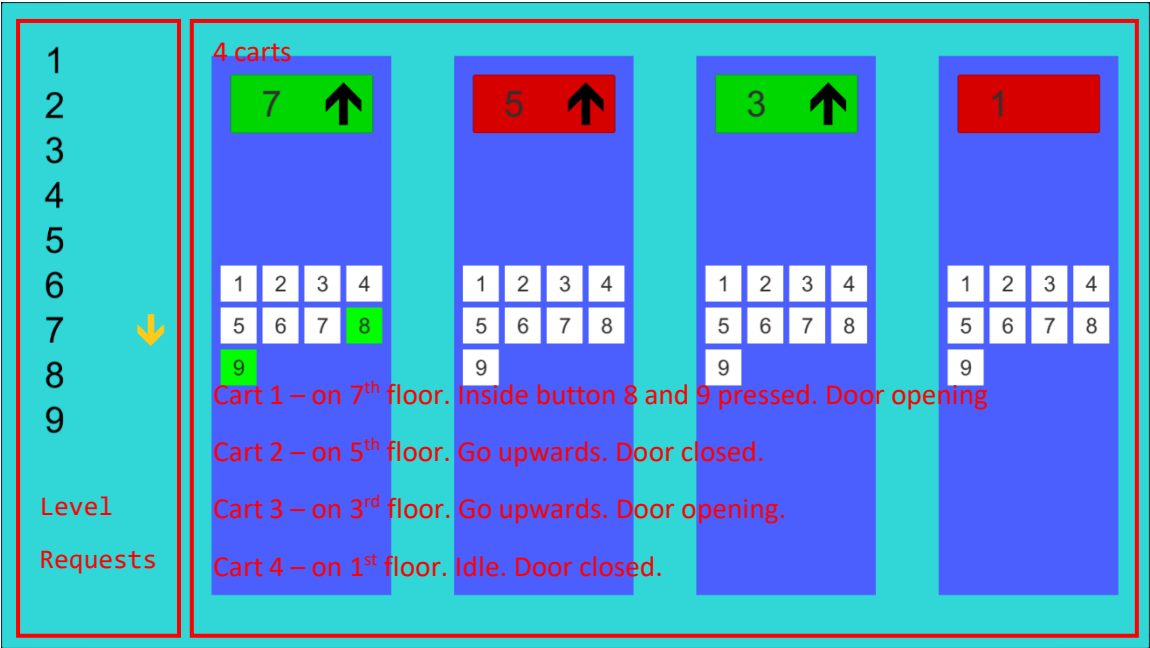 1
2
3
4
5
6
7
8
9
Level
Requests
4 carts
7 ↑
1 2 3 4
5 6 7 8
9
5 ↑
1 2 3 4
5 6 7 8
9
3 ↑
1 2 3 4
5 6 7 8
9
1
1 2 3 4
5 6 7 8
9
Cart 1 – on 7th floor. Inside button 8 and 9 pressed. Door opening
Cart 2 – on 5th floor. Go upwards. Door closed.
Cart 3 – on 3rd floor. Go upwards. Door opening.
Cart 4 – on 1st floor. Idle. Door closed.